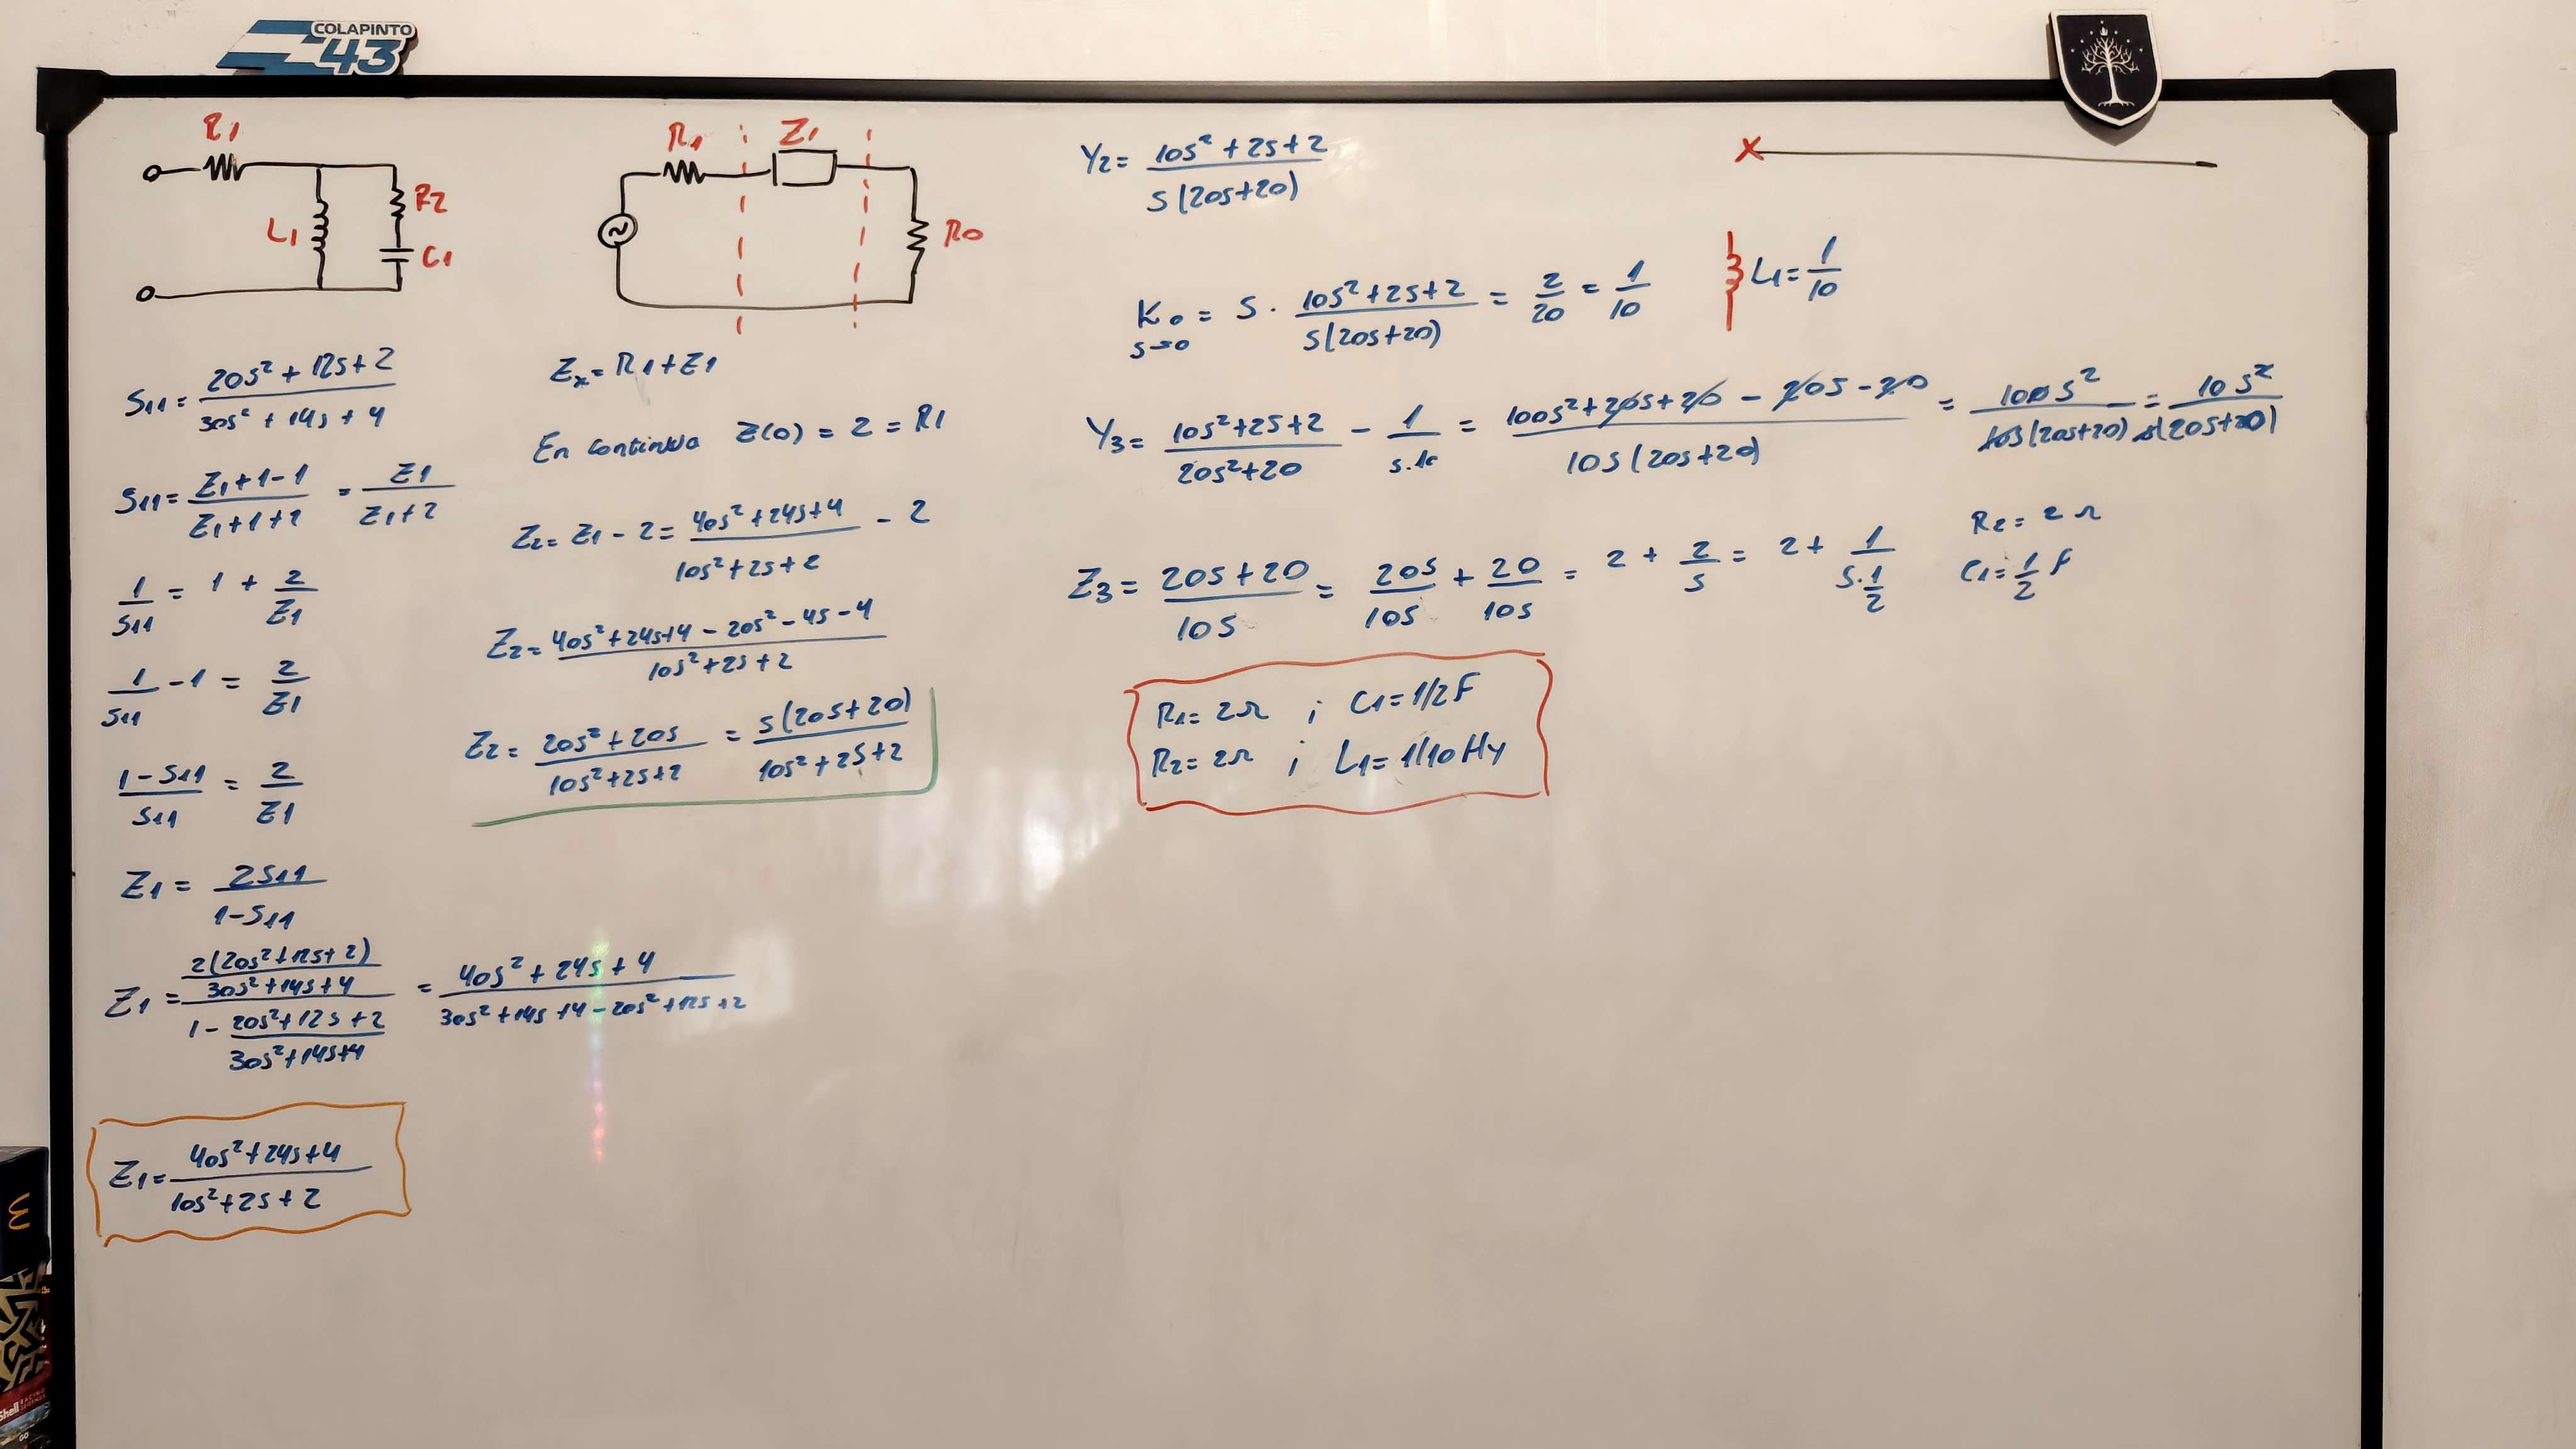 COLAPINTO
43
R1
L1
R2
C1
S11 = (20s² + 12s + 2) / (30s² + 14s + 4)
S11 = (Z1 + 1 - 1) / (Z1 + 1 + 1) = Z1 / (Z1 + 2)
1/S11 = 1 + 2/Z1
1/S11 - 1 = 2/Z1
(1 - S11)/S11 = 2/Z1
Z1 = 2S11 / (1 - S11)
Z1 = (2(20s² + 12s + 2) / (30s² + 14s + 4)) / (1 - (20s² + 12s + 2) / (30s² + 14s + 4)) = (40s² + 24s + 4) / (30s² + 14s + 4 - 20s² + 12s + 2)
Z1 = (40s² + 24s + 4) / (10s² + 2s + 2)
R1
Z1
R0
Zx = R1 + Z1
En continua Z(0) = 2 = R1
Z2 = Z1 - 2 = (40s² + 24s + 4) / (10s² + 2s + 2) - 2
Z2 = (40s² + 24s + 4 - 20s² - 4s - 4) / (10s² + 2s + 2)
Z2 = (20s² + 20s) / (10s² + 2s + 2) = s(20s + 20) / (10s² + 2s + 2)
Y2 = (10s² + 2s + 2) / s(20s + 20)
K0 = s · (10s² + 2s + 2) / s(20s + 20) = 2/20 = 1/10
s→0
x
L1 = 1/10
Y3 = (10s² + 2s + 2) / (20s² + 20) - 1/(s.10) = (100s² + 20s + 20 - 20s - 20) / 10s(20s + 20) = 100s² / 10s(20s + 20) = 10s² / s(20s + 20)
Z3 = (20s + 20) / 10s = 20s/10s + 20/10s = 2 + 2/s = 2 + 1/(s.1/2)
R2 = 2 Ω
C1 = 1/2 F
R1 = 2Ω ; C1 = 1/2F
R2 = 2Ω ; L1 = 1/10Hy
Shell
GO